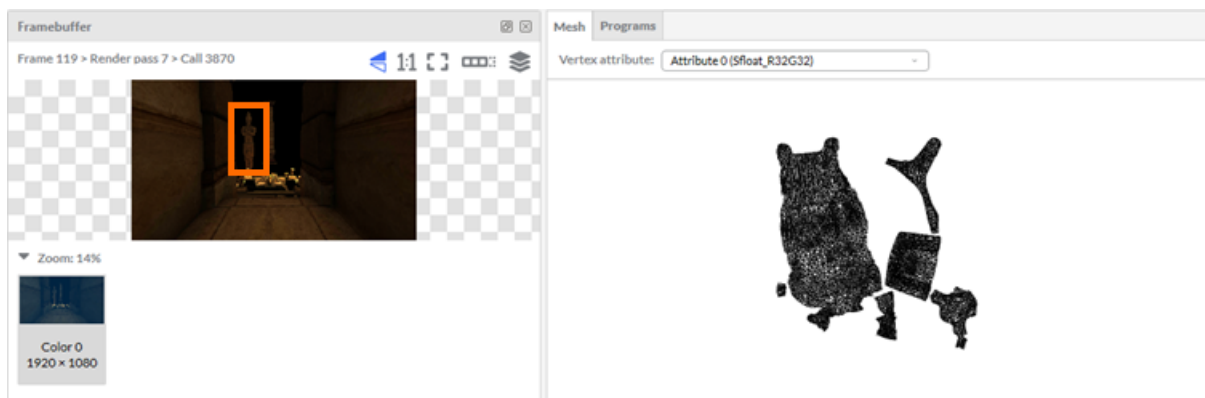 Framebuffer
Frame 119 > Render pass 7 > Call 3870
1:1
Zoom: 14%
Color 0
1920 × 1080
Mesh Programs
Vertex attribute: Attribute 0 (Sfloat_R32G32)